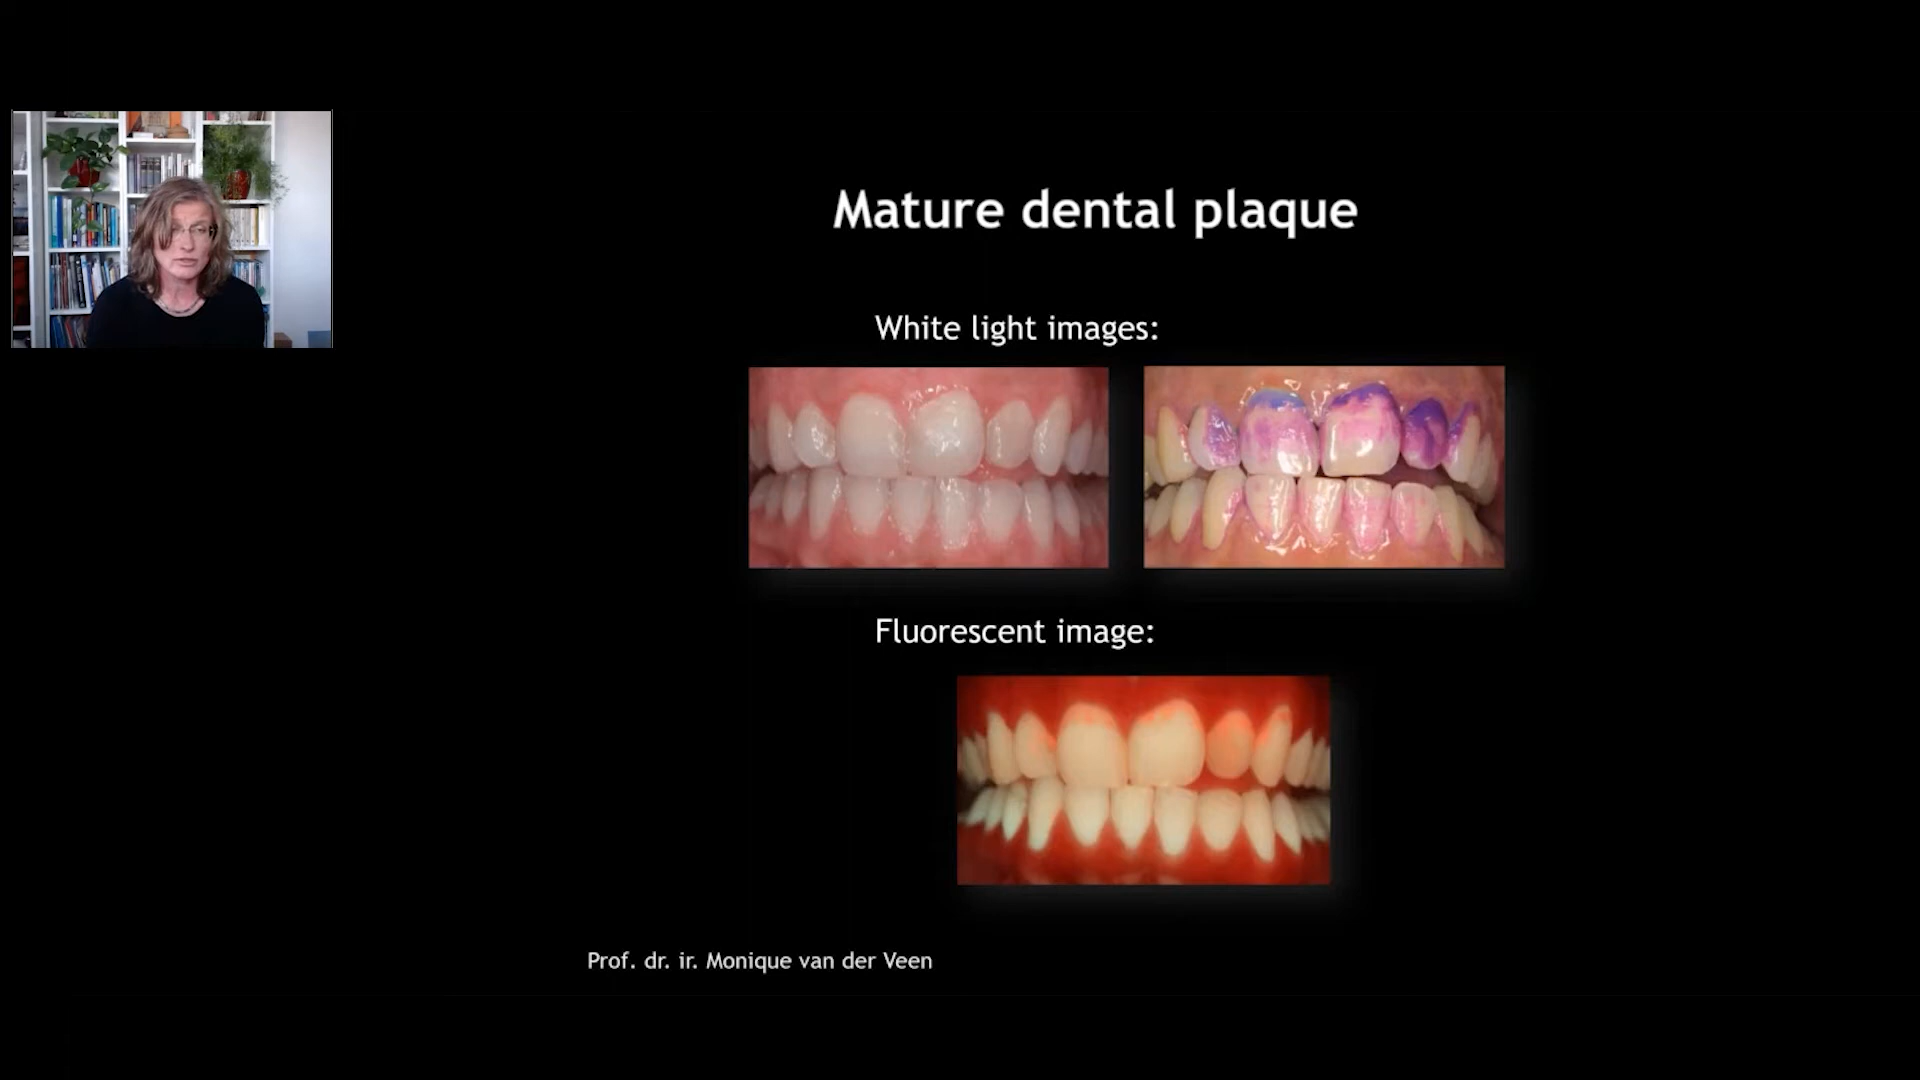 Mature dental plaque
White light images:
Fluorescent image:
Prof. dr. ir. Monique van der Veen